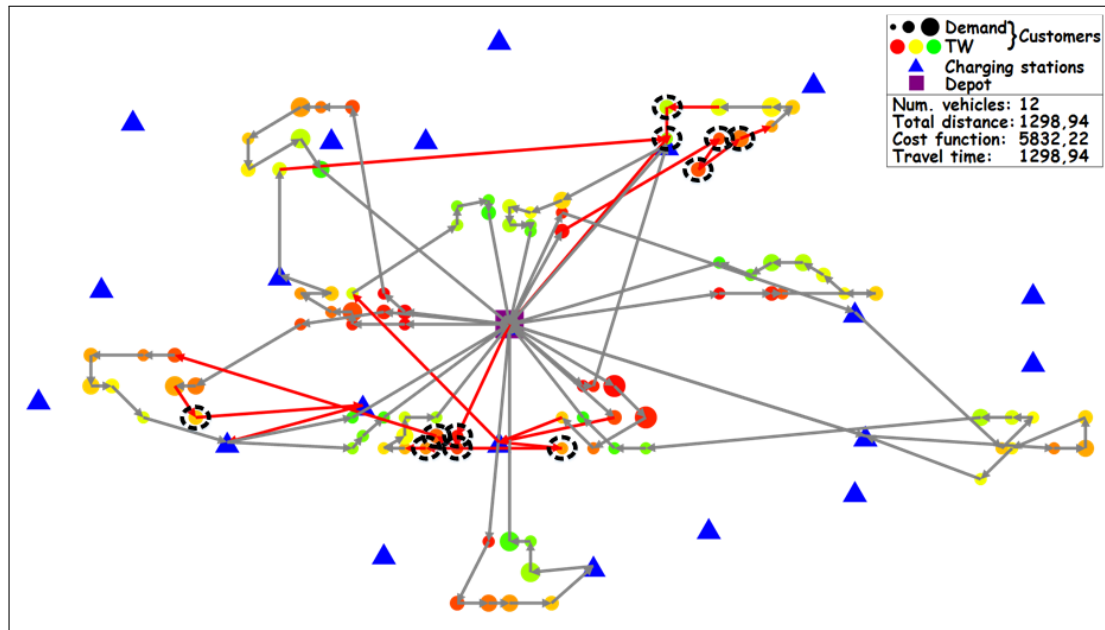 Demand
TW
} Customers
Charging stations
Depot
Num. vehicles: 12
Total distance: 1298,94
Cost function: 5832,22
Travel time: 1298,94